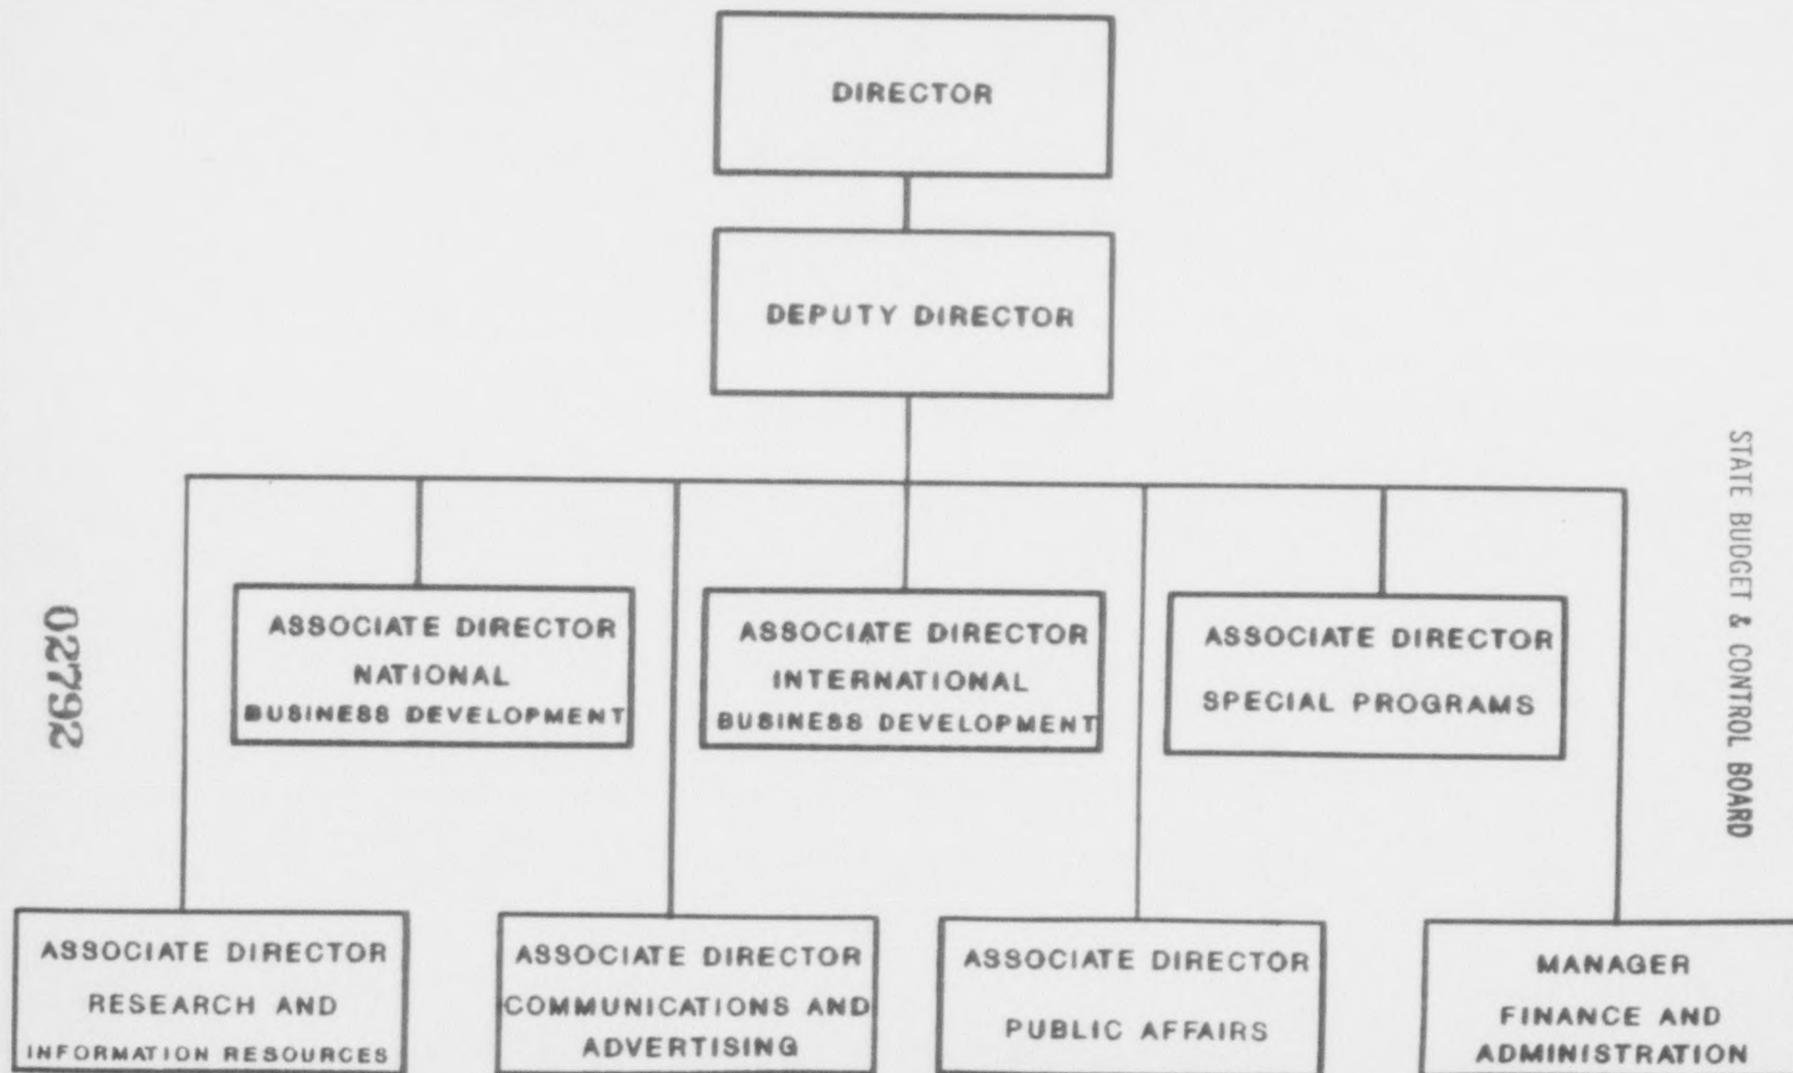 DIRECTOR
DEPUTY DIRECTOR
ASSOCIATE DIRECTOR
NATIONAL
BUSINESS DEVELOPMENT
ASSOCIATE DIRECTOR
INTERNATIONAL
BUSINESS DEVELOPMENT
ASSOCIATE DIRECTOR
SPECIAL PROGRAMS
ASSOCIATE DIRECTOR
RESEARCH AND
INFORMATION RESOURCES
ASSOCIATE DIRECTOR
COMMUNICATIONS AND
ADVERTISING
ASSOCIATE DIRECTOR
PUBLIC AFFAIRS
MANAGER
FINANCE AND
ADMINISTRATION
STATE BUDGET & CONTROL BOARD
02792